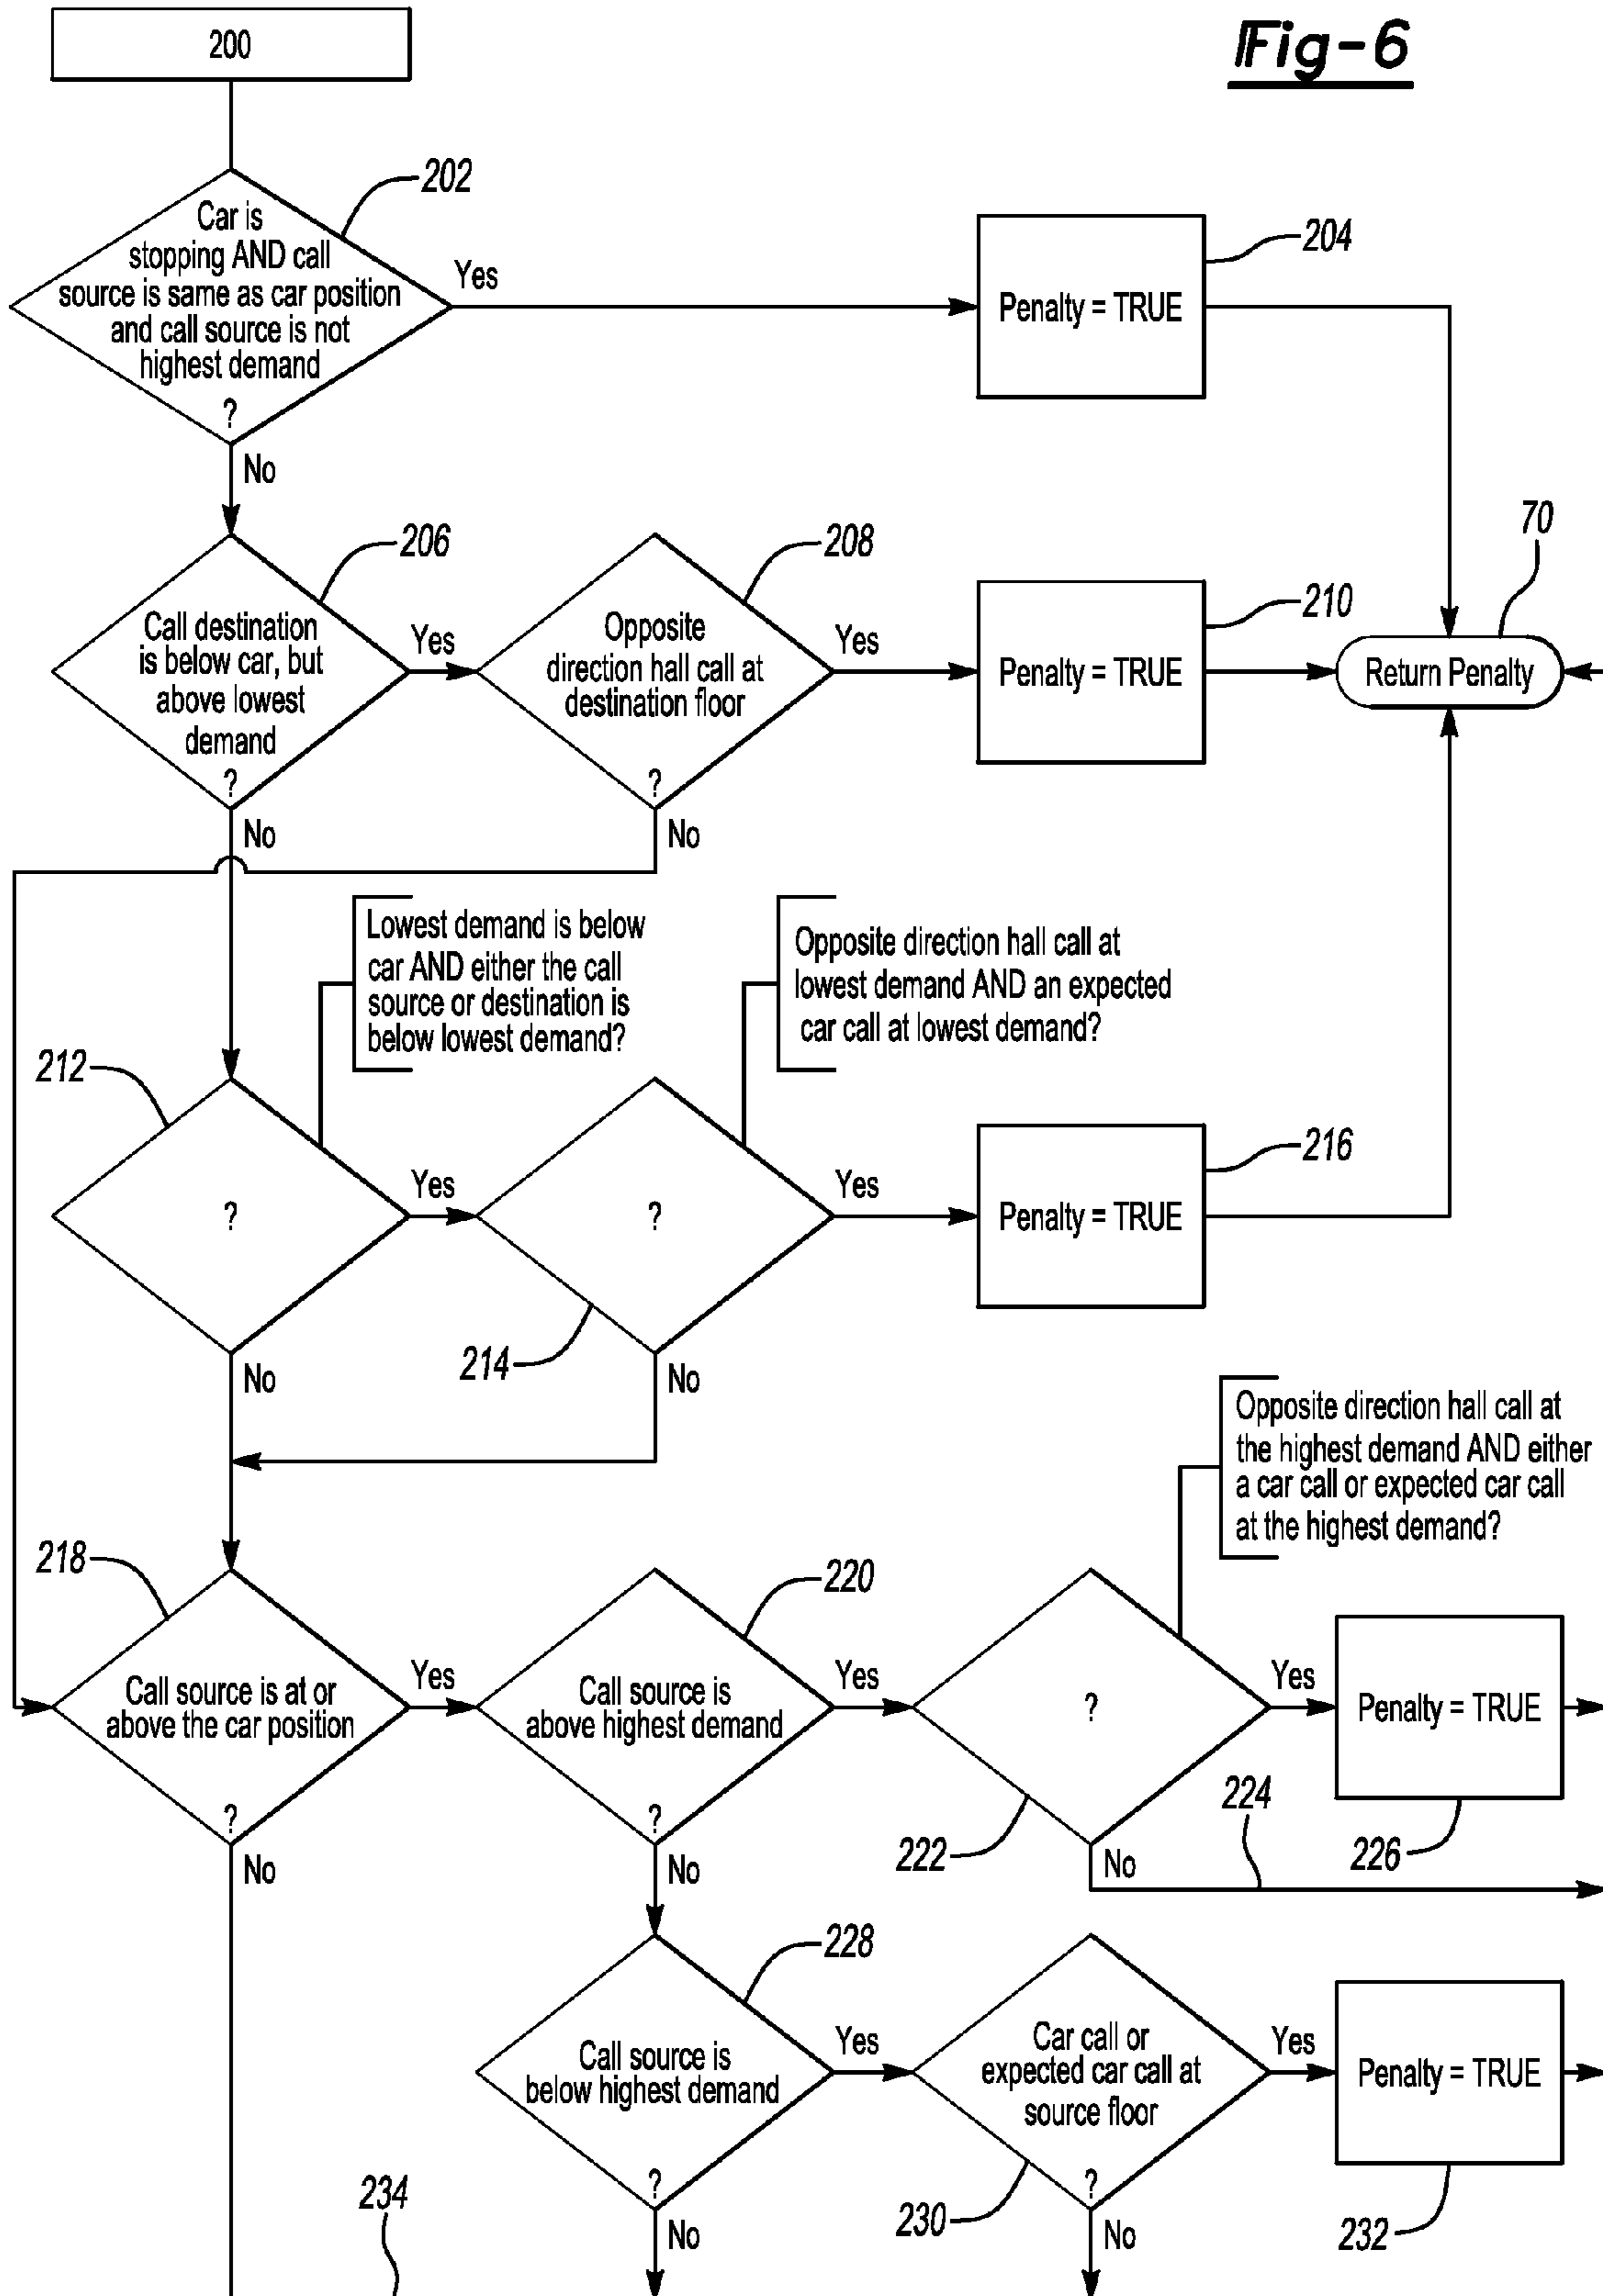 Fig-6
200
202
Car is
stopping AND call
source is same as car position
and call source is not
highest demand
?
Yes
No
204
Penalty = TRUE
206
Call destination
is below car, but
above lowest
demand
?
Yes
No
208
Opposite
direction hall call at
destination floor
?
Yes
No
210
Penalty = TRUE
70
Return Penalty
Lowest demand is below
car AND either the call
source or destination is
below lowest demand?
Opposite direction hall call at
lowest demand AND an expected
car call at lowest demand?
212
?
Yes
No
214
?
Yes
No
216
Penalty = TRUE
Opposite direction hall call at
the highest demand AND either
a car call or expected car call
at the highest demand?
218
Call source is at or
above the car position
?
Yes
No
220
Call source is
above highest demand
?
Yes
No
222
?
Yes
No
224
Penalty = TRUE
226
228
Call source is
below highest demand
?
Yes
No
230
Car call or
expected car call at
source floor
?
Yes
No
Penalty = TRUE
232
234